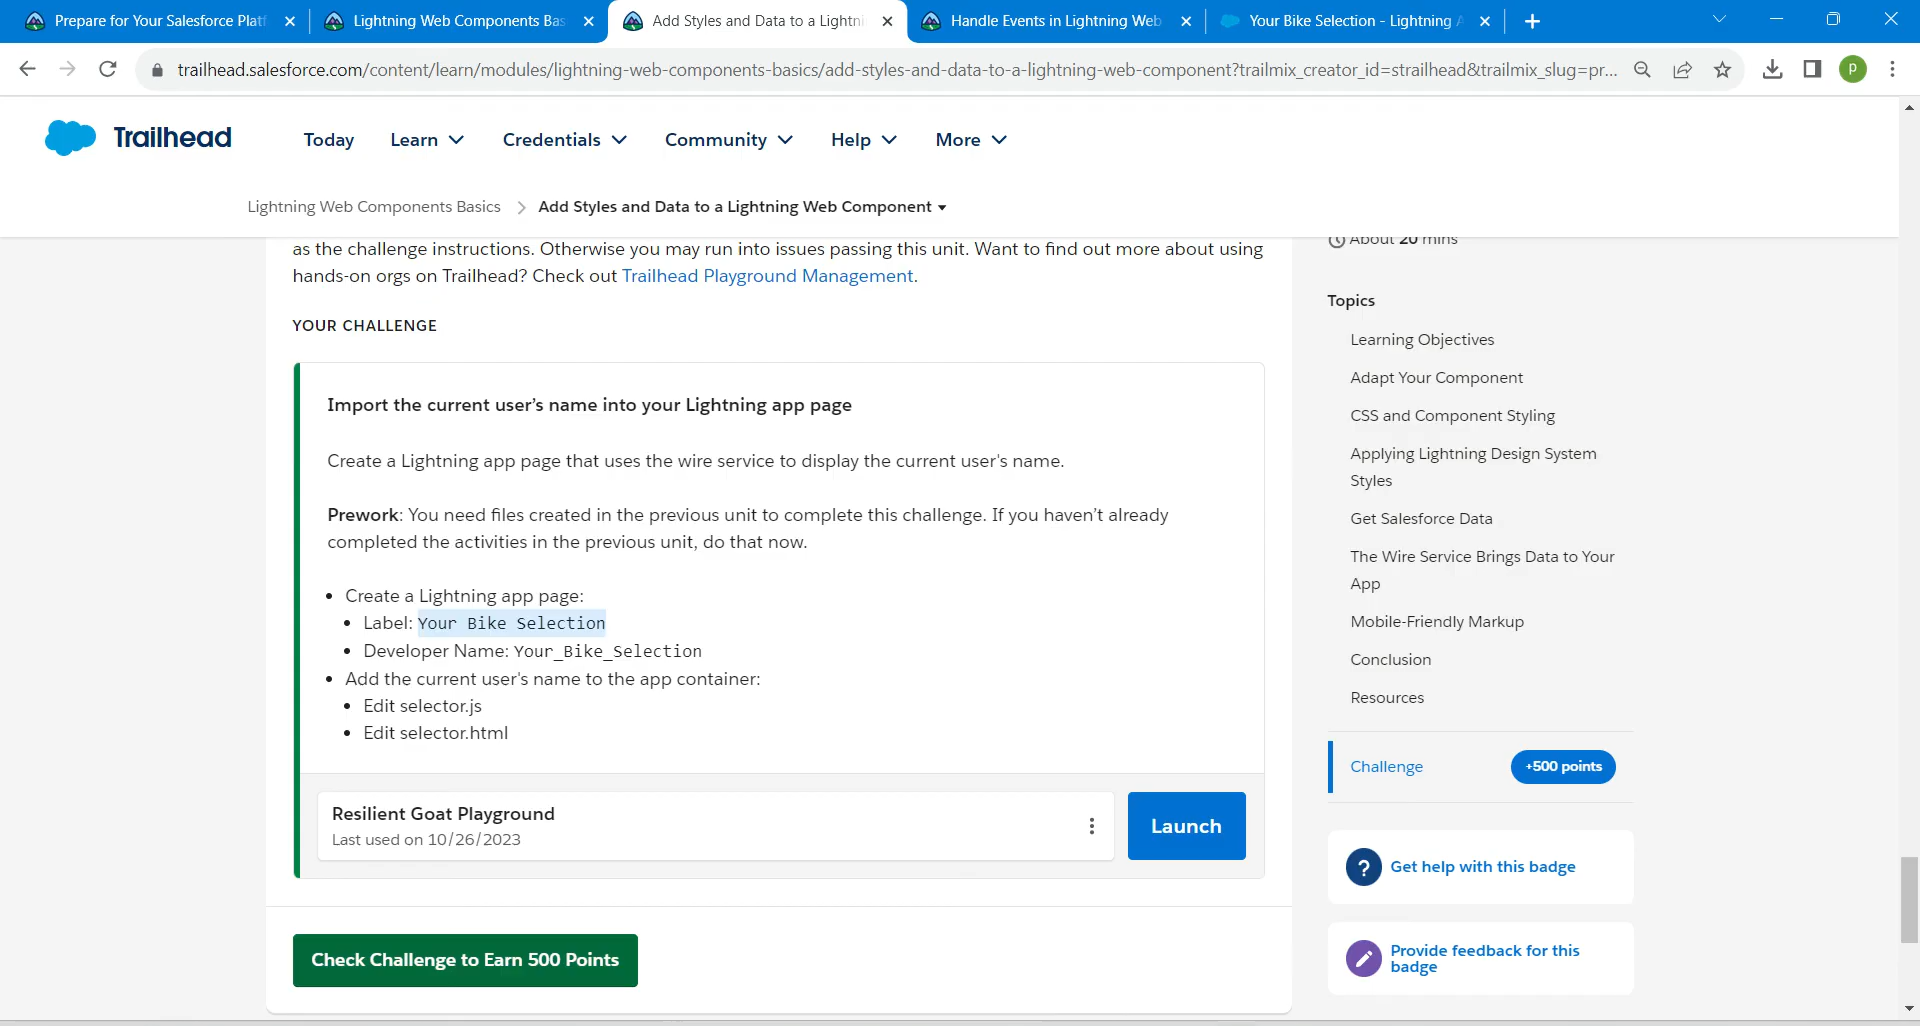 Prepare for Your Salesforce Platf
Lightning Web Components Bas
Add Styles and Data to a Lightni
Handle Events in Lightning Web
Your Bike Selection - Lightning A
trailhead.salesforce.com/content/learn/modules/lightning-web-components-basics/add-styles-and-data-to-a-lightning-web-component?trailmix_creator_id=strailhead&trailmix_slug=pr...
P
Trailhead
Today
Learn
Credentials
Community
Help
More
Lightning Web Components Basics
Add Styles and Data to a Lightning Web Component
as the challenge instructions. Otherwise you may run into issues passing this unit. Want to find out more about using
hands-on orgs on Trailhead? Check out Trailhead Playground Management.
YOUR CHALLENGE
Import the current user’s name into your Lightning app page
Create a Lightning app page that uses the wire service to display the current user's name.
Prework: You need files created in the previous unit to complete this challenge. If you haven’t already
completed the activities in the previous unit, do that now.
• Create a Lightning app page:
• Label: Your Bike Selection
• Developer Name: Your_Bike_Selection
• Add the current user's name to the app container:
• Edit selector.js
• Edit selector.html
Resilient Goat Playground
Last used on 10/26/2023
Launch
Check Challenge to Earn 500 Points
About 20 mins
Topics
Learning Objectives
Adapt Your Component
CSS and Component Styling
Applying Lightning Design System
Styles
Get Salesforce Data
The Wire Service Brings Data to Your
App
Mobile-Friendly Markup
Conclusion
Resources
Challenge
+500 points
? Get help with this badge
Provide feedback for this
badge